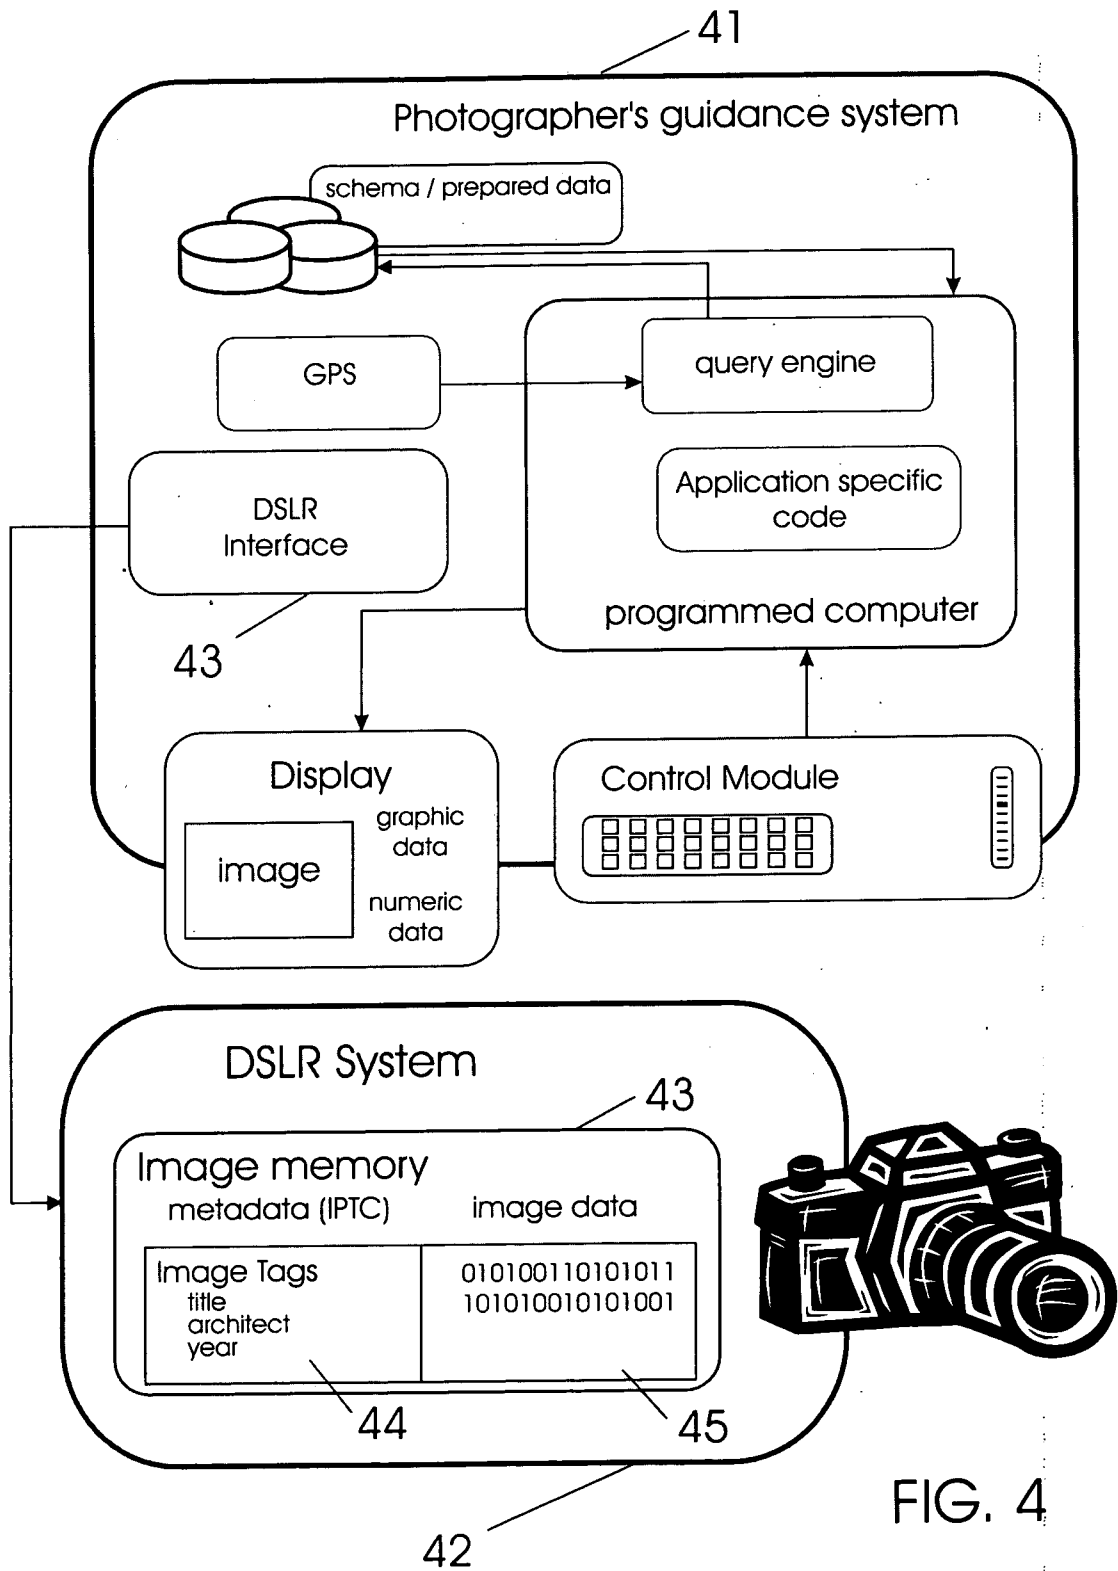 41
Photographer's guidance system
schema / prepared data
query engine
GPS
Application specific
code
DSLR
Interface
programmed computer
43
Display
graphic
data
image
numeric
data
Control Module
DSLR System
43
Image memory
metadata (IPTC)
image data
Image Tags
title
architect
year
010100110101011
101010010101001
44
45
42
FIG. 4